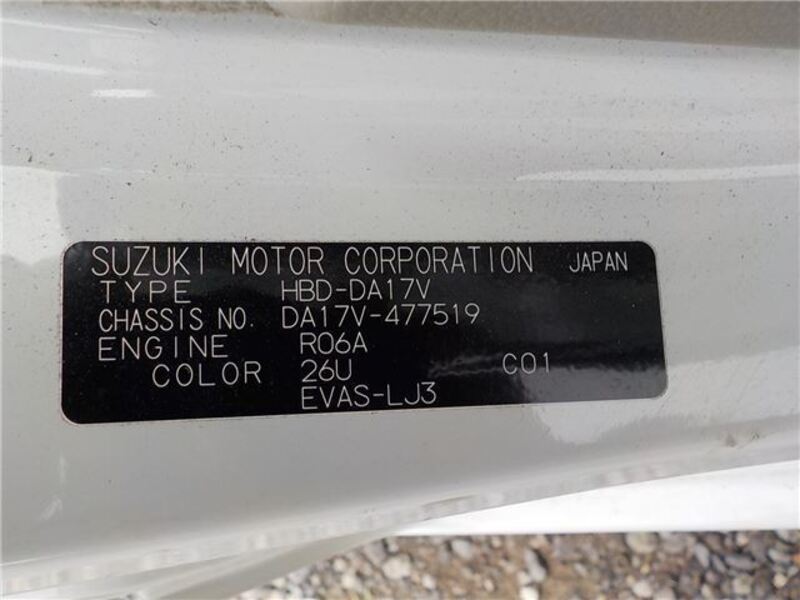 SUZUKI MOTOR CORPORATION JAPAN
TYPE HBD-DA17V
CHASSIS NO. DA17V-477519
ENGINE R06A
COLOR 26U C01
EVAS-LJ3